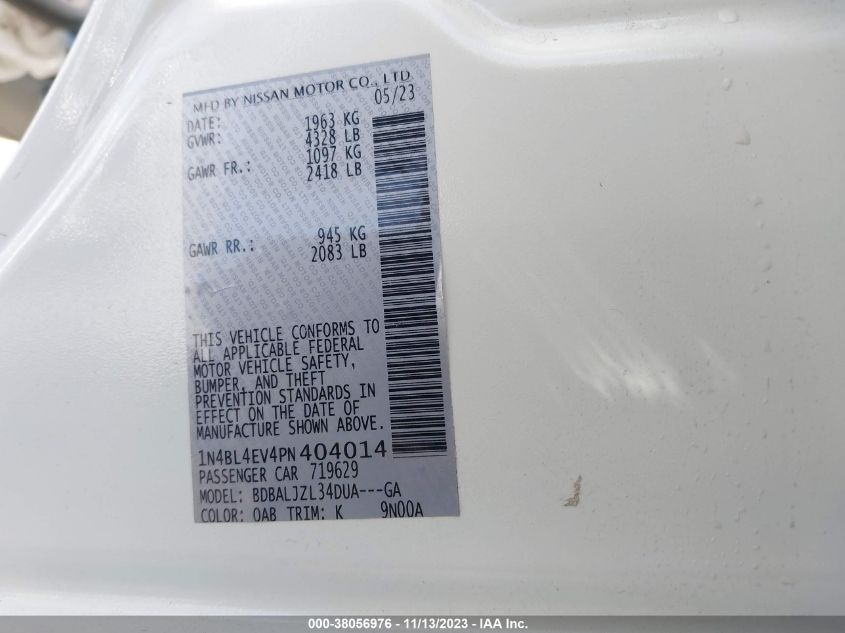 MFD BY NISSAN MOTOR CO., LTD.
DATE: 05/23
GVWR: 1963 KG
4328 LB
GAWR FR.: 1097 KG
2418 LB
GAWR RR.: 945 KG
2083 LB
THIS VEHICLE CONFORMS TO
ALL APPLICABLE FEDERAL
MOTOR VEHICLE SAFETY,
BUMPER, AND THEFT
PREVENTION STANDARDS IN
EFFECT ON THE DATE OF
MANUFACTURE SHOWN ABOVE.
1N4BL4EV4PN404014
PASSENGER CAR 719629
MODEL: BDBALJZL34DUA---GA
COLOR: QAB TRIM: K 9N00A
000-38056976 - 11/13/2023 - IAA Inc.